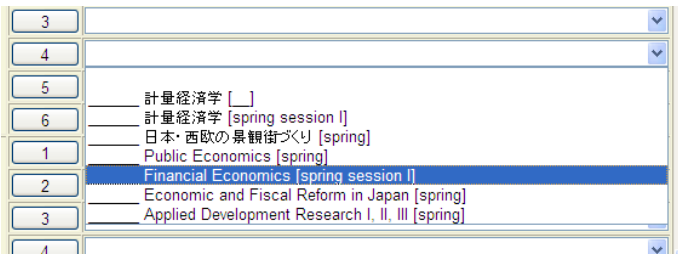 3
4
5
______ 計量経済学 [__]
6
______ 計量経済学 [spring session I]
______ 日本・西欧の景観街づくり [spring]
1
______ Public Economics [spring]
______ Financial Economics [spring session I]
2
______ Economic and Fiscal Reform in Japan [spring]
3
______ Applied Development Research I, II, III [spring]
4